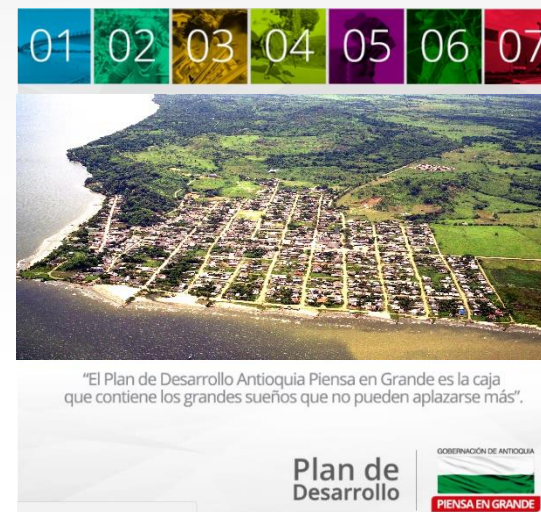 01 02 03 04 05 06 07
“El Plan de Desarrollo Antioquia Piensa en Grande es la caja
que contiene los grandes sueños que no pueden aplazarse más”.
Plan de
Desarrollo
GOBERNACIÓN DE ANTIOQUIA
PIENSA EN GRANDE